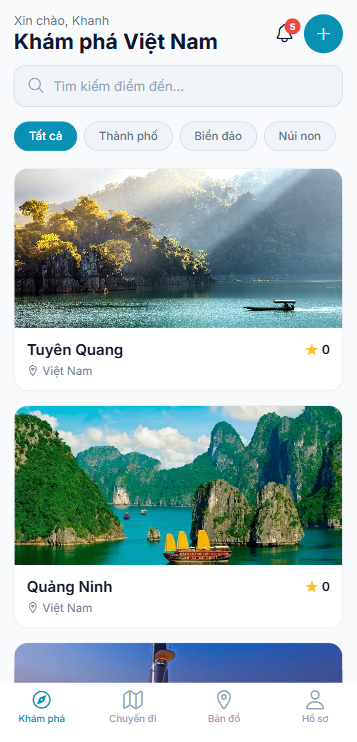 Xin chào, Khanh
Khám phá Việt Nam
5
Tìm kiếm điểm đến...
Tất cả
Thành phố
Biển đảo
Núi non
Tuyên Quang
0
Việt Nam
Quảng Ninh
0
Việt Nam
Khám phá
Chuyến đi
Bản đồ
Hồ sơ